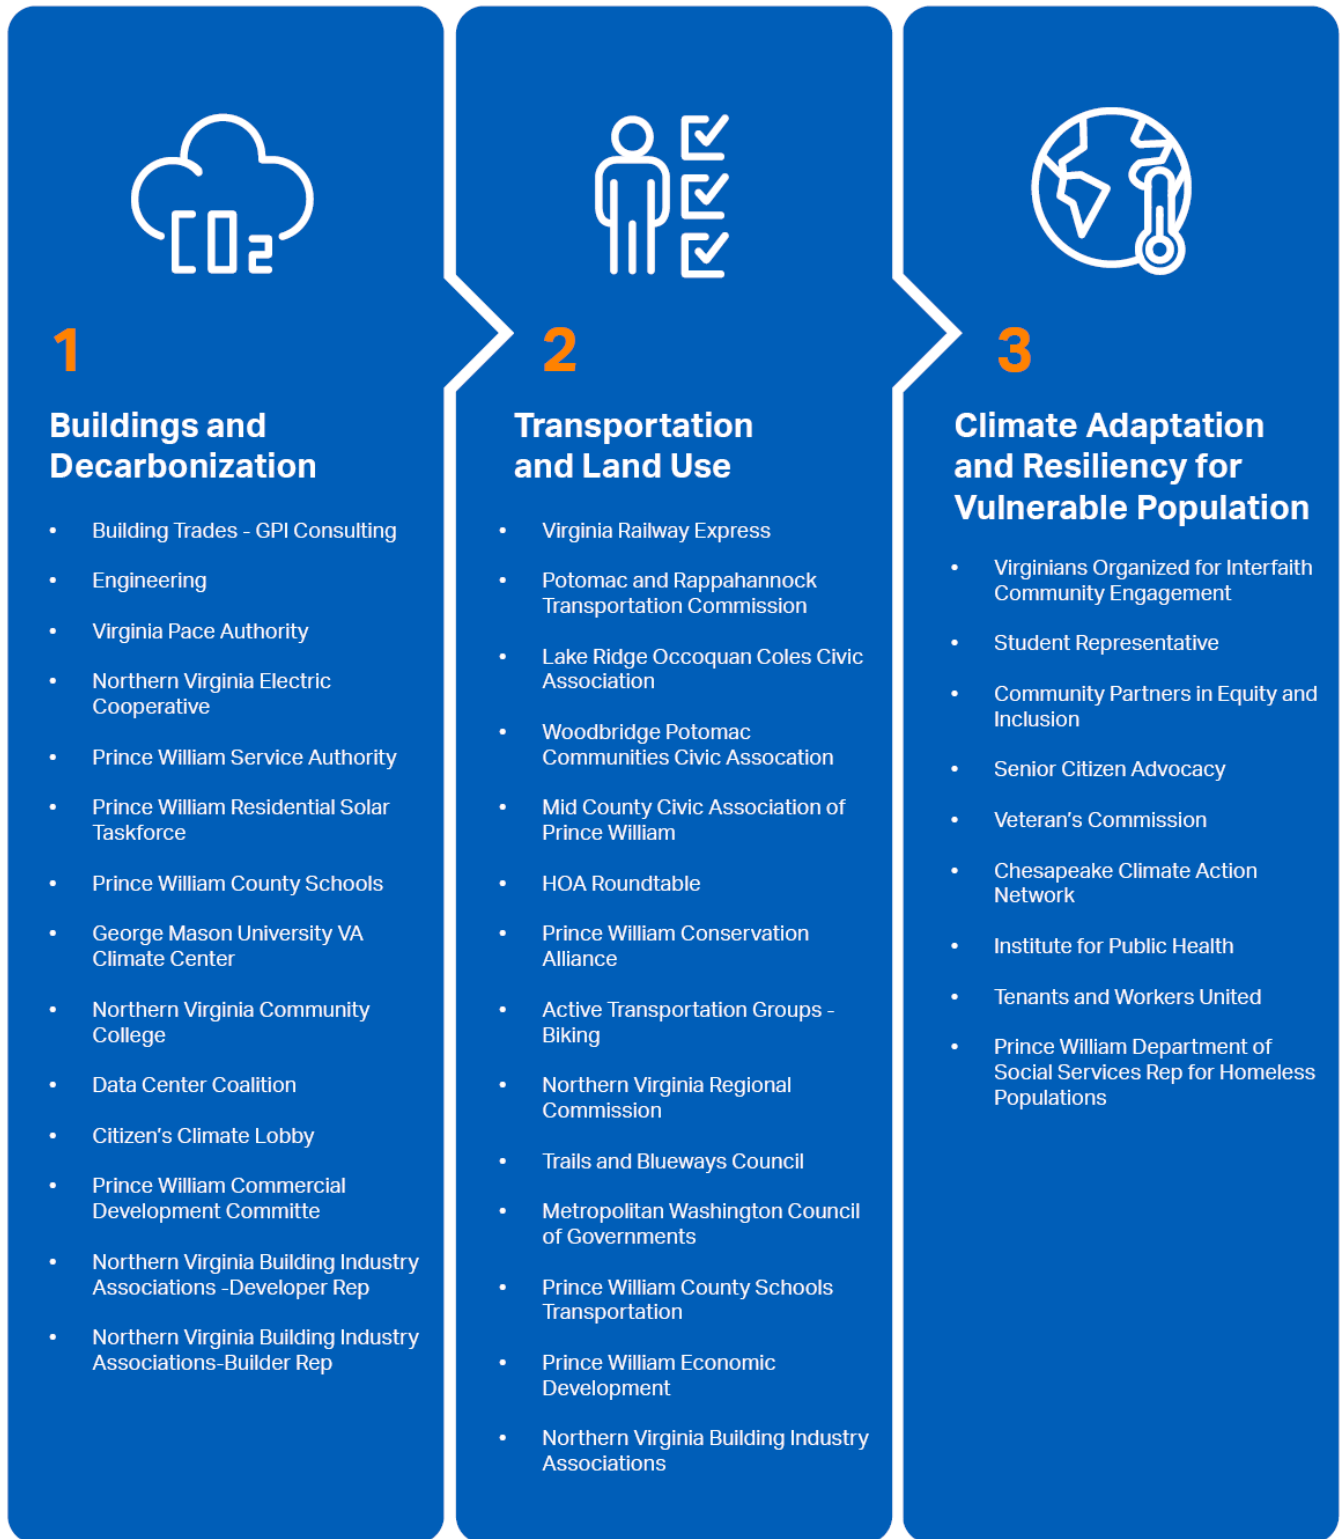 CO2
1
Buildings and
Decarbonization
• Building Trades - GPI Consulting
• Engineering
• Virginia Pace Authority
• Northern Virginia Electric
Cooperative
• Prince William Service Authority
• Prince William Residential Solar
Taskforce
• Prince William County Schools
• George Mason University VA
Climate Center
• Northern Virginia Community
College
• Data Center Coalition
• Citizen's Climate Lobby
• Prince William Commercial
Development Committe
• Northern Virginia Building Industry
Associations -Developer Rep
• Northern Virginia Building Industry
Associations-Builder Rep
2
Transportation
and Land Use
• Virginia Railway Express
• Potomac and Rappahannock
Transportation Commission
• Lake Ridge Occoquan Coles Civic
Association
• Woodbridge Potomac
Communities Civic Assocation
• Mid County Civic Association of
Prince William
• HOA Roundtable
• Prince William Conservation
Alliance
• Active Transportation Groups -
Biking
• Northern Virginia Regional
Commission
• Trails and Blueways Council
• Metropolitan Washington Council
of Governments
• Prince William County Schools
Transportation
• Prince William Economic
Development
• Northern Virginia Building Industry
Associations
3
Climate Adaptation
and Resiliency for
Vulnerable Population
• Virginians Organized for Interfaith
Community Engagement
• Student Representative
• Community Partners in Equity and
Inclusion
• Senior Citizen Advocacy
• Veteran's Commission
• Chesapeake Climate Action
Network
• Institute for Public Health
• Tenants and Workers United
• Prince William Department of
Social Services Rep for Homeless
Populations